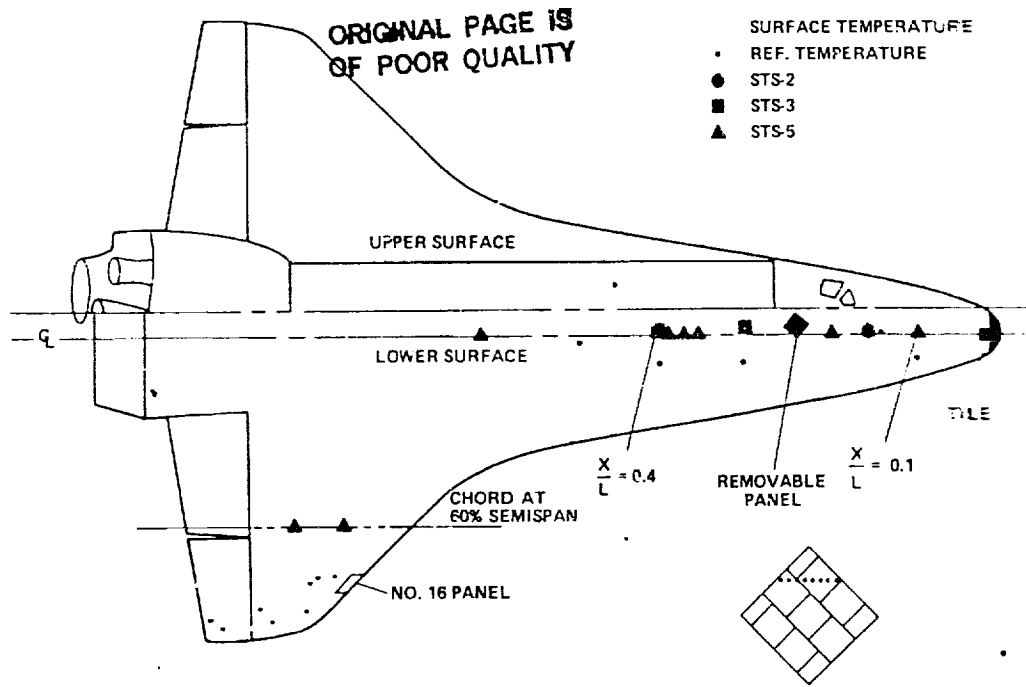 ORIGINAL PAGE IS
OF POOR QUALITY
SURFACE TEMPERATURE
REF. TEMPERATURE
STS-2
STS-3
STS-5
UPPER SURFACE
℄
LOWER SURFACE
TILE
X/L = 0.4
REMOVABLE
PANEL
X/L = 0.1
CHORD AT
60% SEMISPAN
NO. 16 PANEL